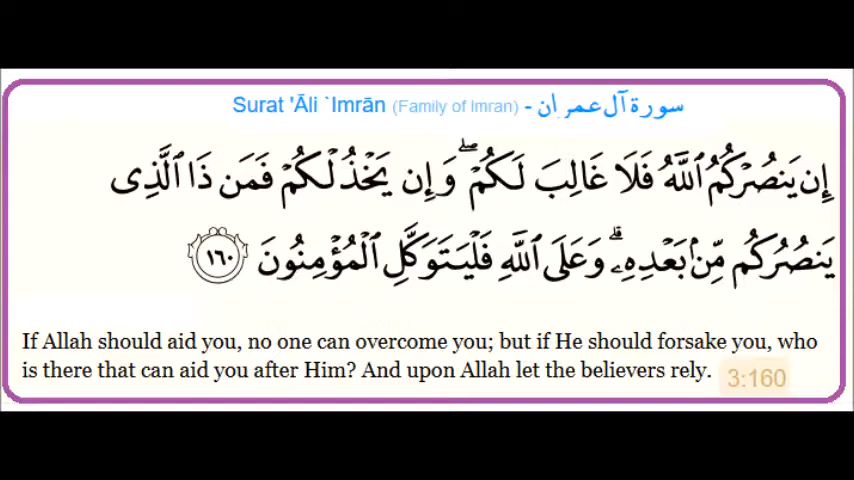 Surat 'Āli `Imrān (Family of Imran) - سورة آل عمران
إِن يَنصُرْكُمُ ٱللَّهُ فَلَا غَالِبَ لَكُمْ ۖ وَإِن يَخْذُلْكُمْ فَمَن ذَا ٱلَّذِى
يَنصُرُكُم مِّنۢ بَعْدِهِۦ ۗ وَعَلَى ٱللَّهِ فَلْيَتَوَكَّلِ ٱلْمُؤْمِنُونَ ١٦٠
If Allah should aid you, no one can overcome you; but if He should forsake you, who
is there that can aid you after Him? And upon Allah let the believers rely. 3:160